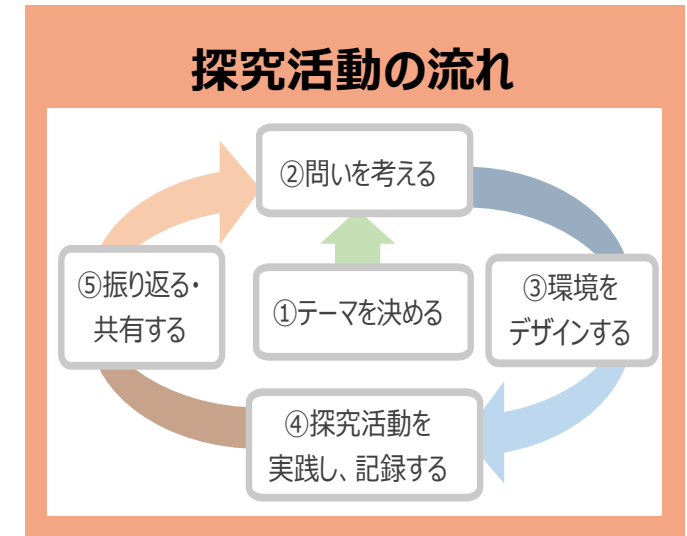 探究活動の流れ
②問いを考える
①テーマを決める
③環境を
デザインする
④探究活動を
実践し、記録する
⑤振り返る・
共有する